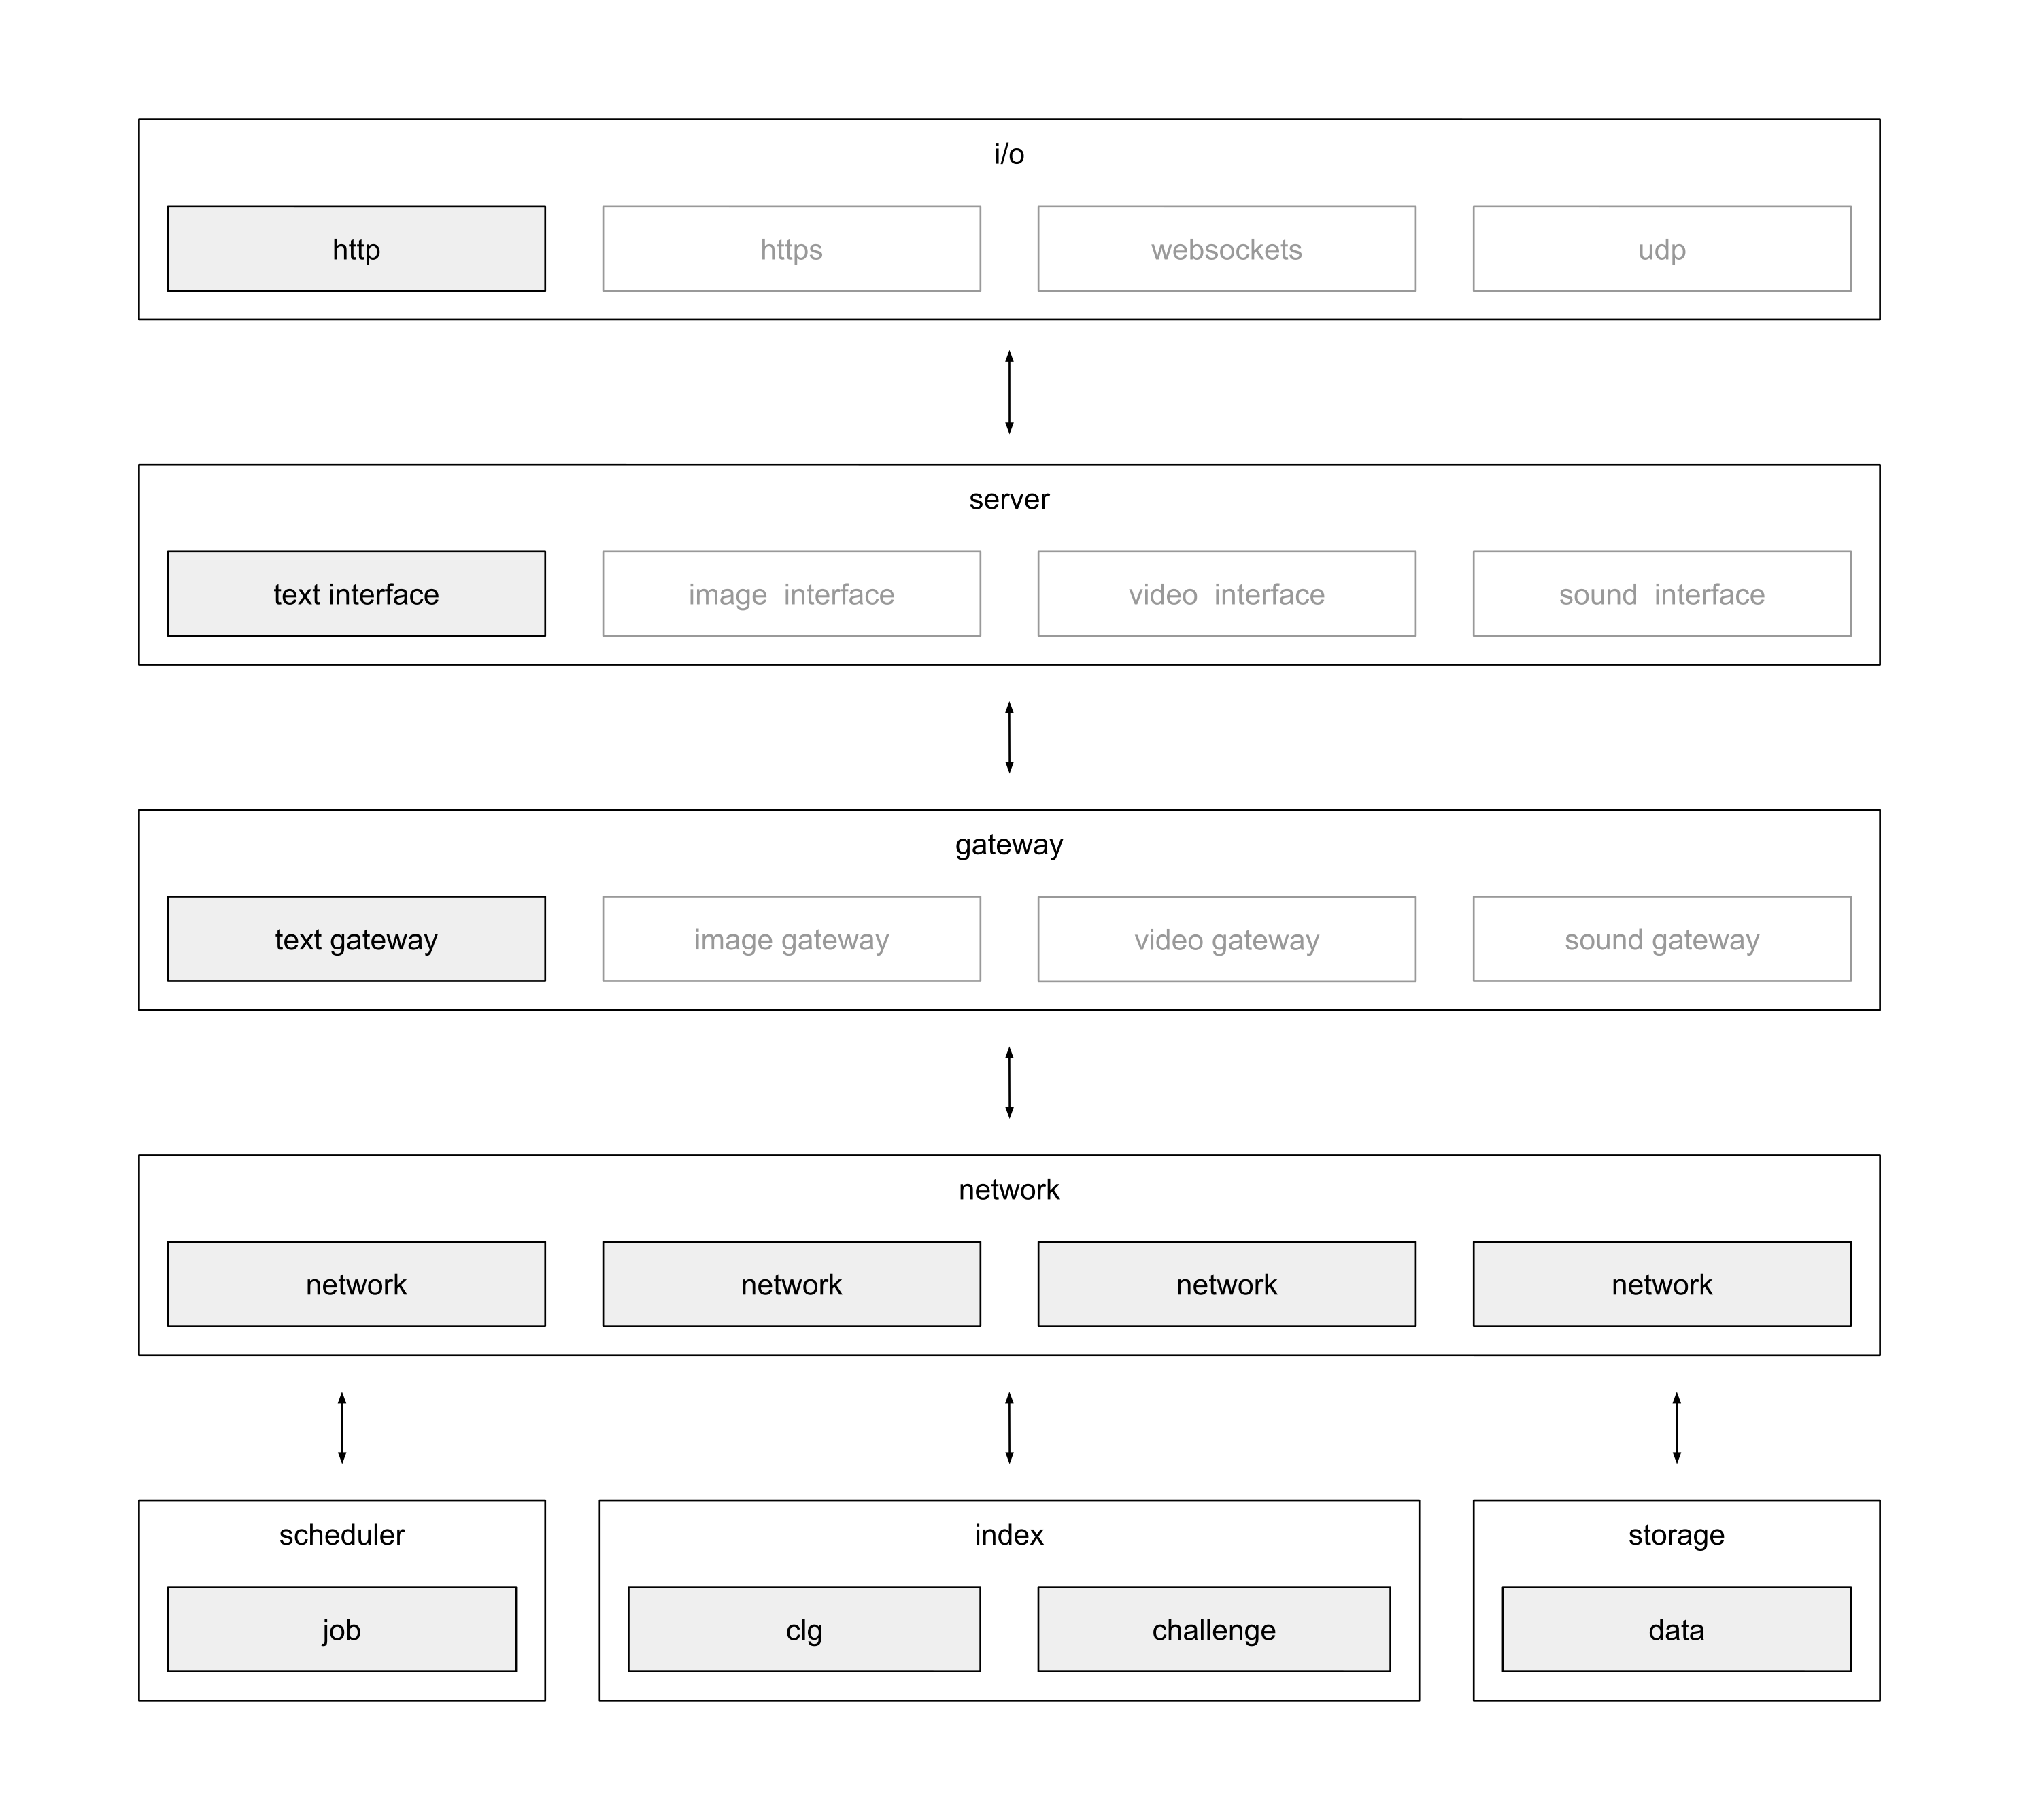 i/o
http
https
websockets
udp
server
text interface
image  interface
video  interface
sound  interface
gateway
text gateway
image gateway
video gateway
sound gateway
network
network
network
network
network
scheduler
index
storage
job
clg
challenge
data